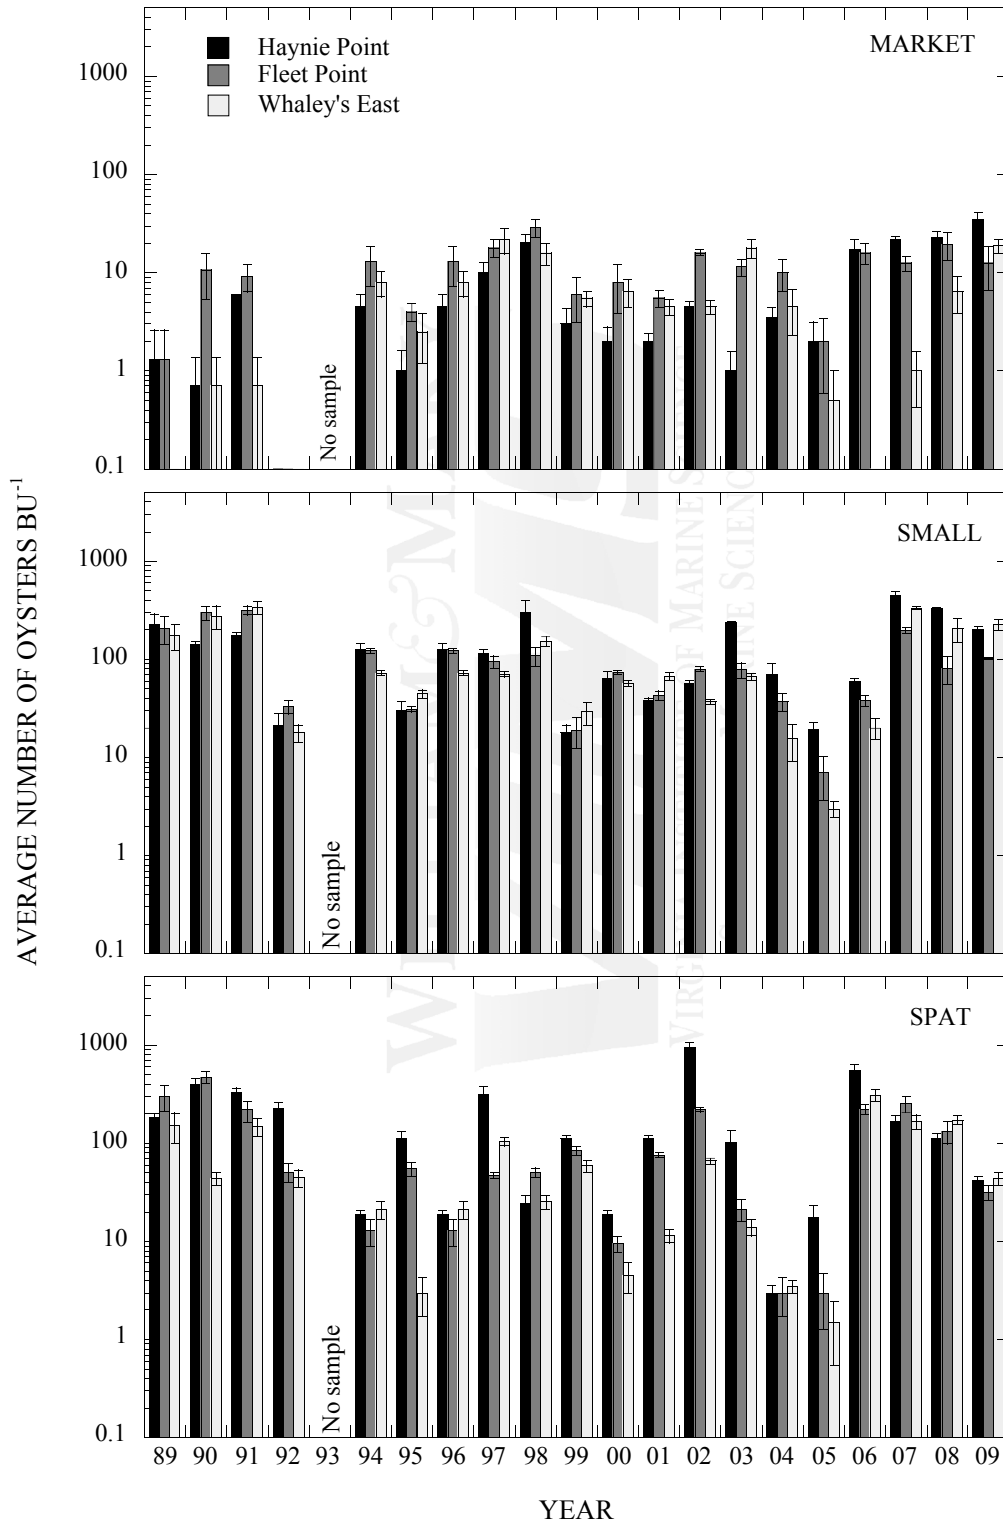 MARKET
Haynie Point
Fleet Point
Whaley's East
1000
100
10
1
0.1
No sample
SMALL
1000
100
10
1
0.1
No sample
SPAT
1000
100
10
1
0.1
No sample
AVERAGE NUMBER OF OYSTERS BU-1
89 90 91 92 93 94 95 96 97 98 99 00 01 02 03 04 05 06 07 08 09
YEAR